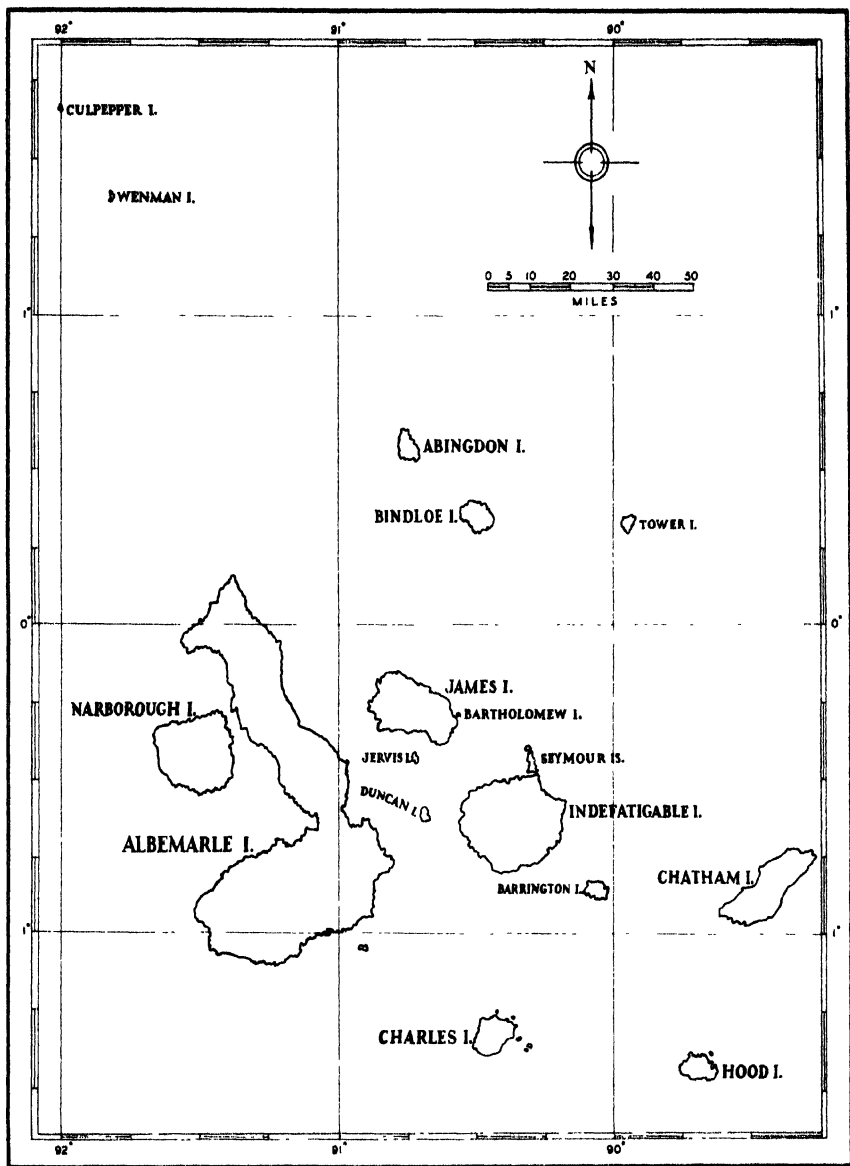 92° 91° 90°
CULPEPPER I.
N
WENMAN I.
0 5 10 20 30 40 50
MILES
1° 1°
ABINGDON I.
BINDLOE I.
TOWER I.
0° 0°
JAMES I.
NARBOROUGH I.
BARTHOLOMEW I.
JERVIS I.
SEYMOUR IS.
DUNCAN I.
INDEFATIGABLE I.
ALBEMARLE I.
CHATHAM I.
BARRINGTON I.
1° 1°
CHARLES I.
HOOD I.
92° 91° 90°